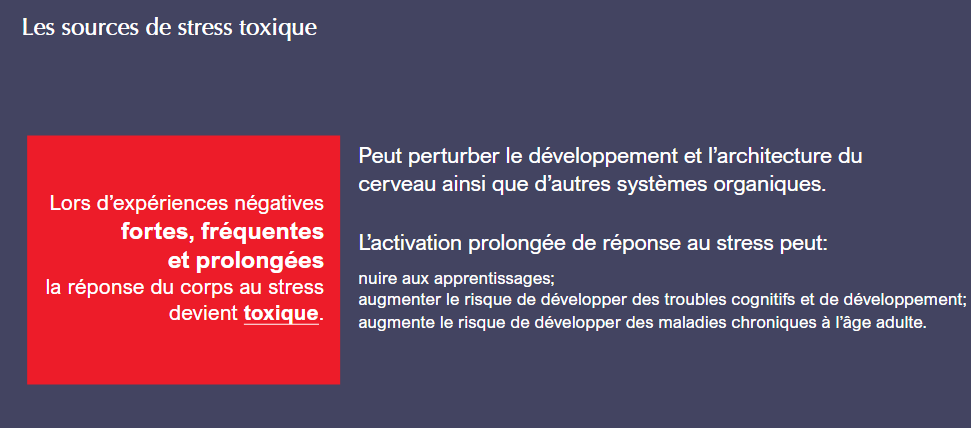 Les sources de stress toxique
Lors d’expériences négatives
fortes, fréquentes
et prolongées
la réponse du corps au stress
devient toxique.
Peut perturber le développement et l’architecture du
cerveau ainsi que d’autres systèmes organiques.
L’activation prolongée de réponse au stress peut:
nuire aux apprentissages;
augmenter le risque de développer des troubles cognitifs et de développement;
augmente le risque de développer des maladies chroniques à l’âge adulte.